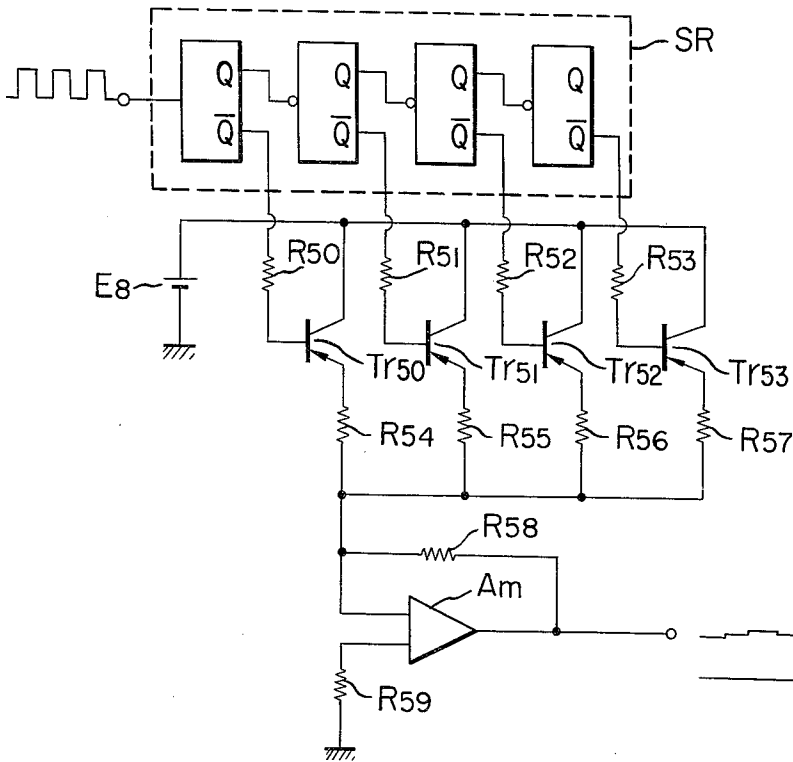 SR
Q Q Q Q
Q̅ Q̅ Q̅ Q̅
R50 R51 R52 R53
E8
Tr50 Tr51 Tr52 Tr53
R54 R55 R56 R57
R58
Am
R59